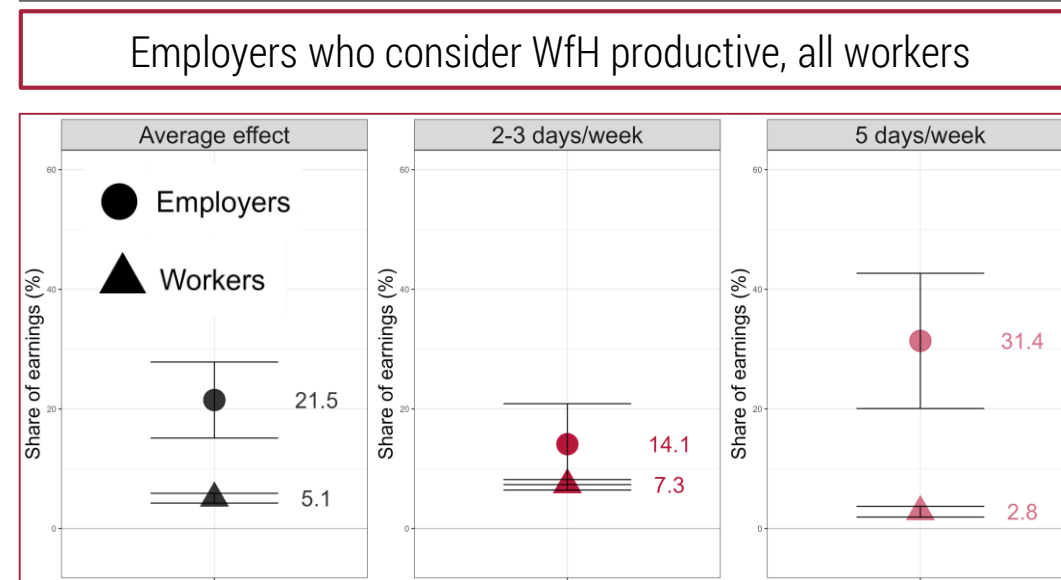 Employers who consider WfH productive, all workers
Average effect
2-3 days/week
5 days/week
Employers
Workers
Share of earnings (%)
60
40
20
0
21.5
5.1
Share of earnings (%)
60
40
20
0
14.1
7.3
Share of earnings (%)
60
40
20
0
31.4
2.8